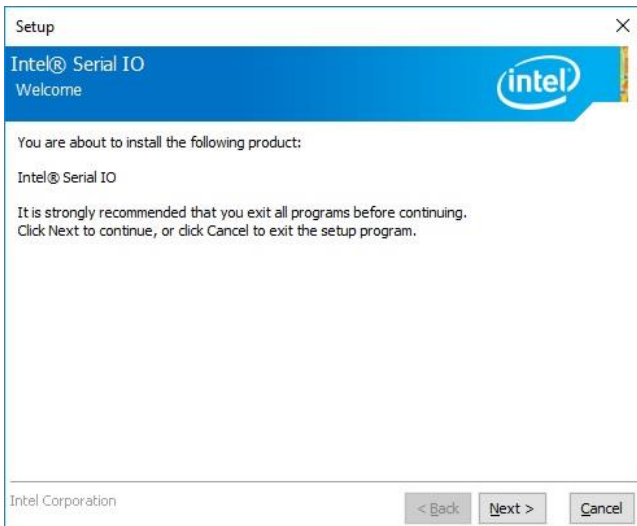 Setup
Intel® Serial IO
Welcome
intel
You are about to install the following product:
Intel® Serial IO
It is strongly recommended that you exit all programs before continuing.
Click Next to continue, or click Cancel to exit the setup program.
Intel Corporation
< Back
Next >
Cancel